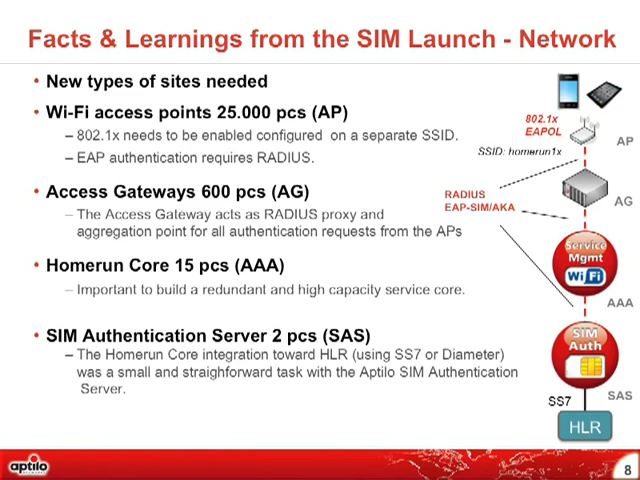 Facts & Learnings from the SIM Launch - Network
• New types of sites needed
• Wi-Fi access points 25.000 pcs (AP)
– 802.1x needs to be enabled configured on a separate SSID.
– EAP authentication requires RADIUS.
• Access Gateways 600 pcs (AG)
– The Access Gateway acts as RADIUS proxy and
aggregation point for all authentication requests from the APs
• Homerun Core 15 pcs (AAA)
– Important to build a redundant and high capacity service core.
• SIM Authentication Server 2 pcs (SAS)
– The Homerun Core integration toward HLR (using SS7 or Diameter)
was a small and straighforward task with the Aptilo SIM Authentication
Server.
802.1x
EAPOL
AP
SSID: homerun1x
RADIUS
EAP-SIM/AKA
AG
Service
Mgmt
WiFi
AAA
SIM
Auth
SAS
SS7
HLR
aptilo
8